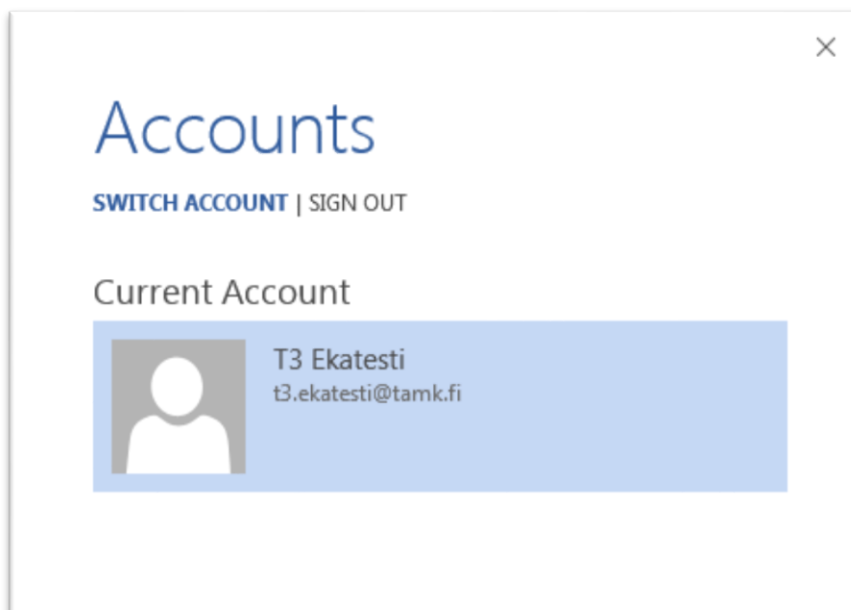 Accounts
SWITCH ACCOUNT | SIGN OUT
Current Account
T3 Ekatesti
t3.ekatesti@tamk.fi